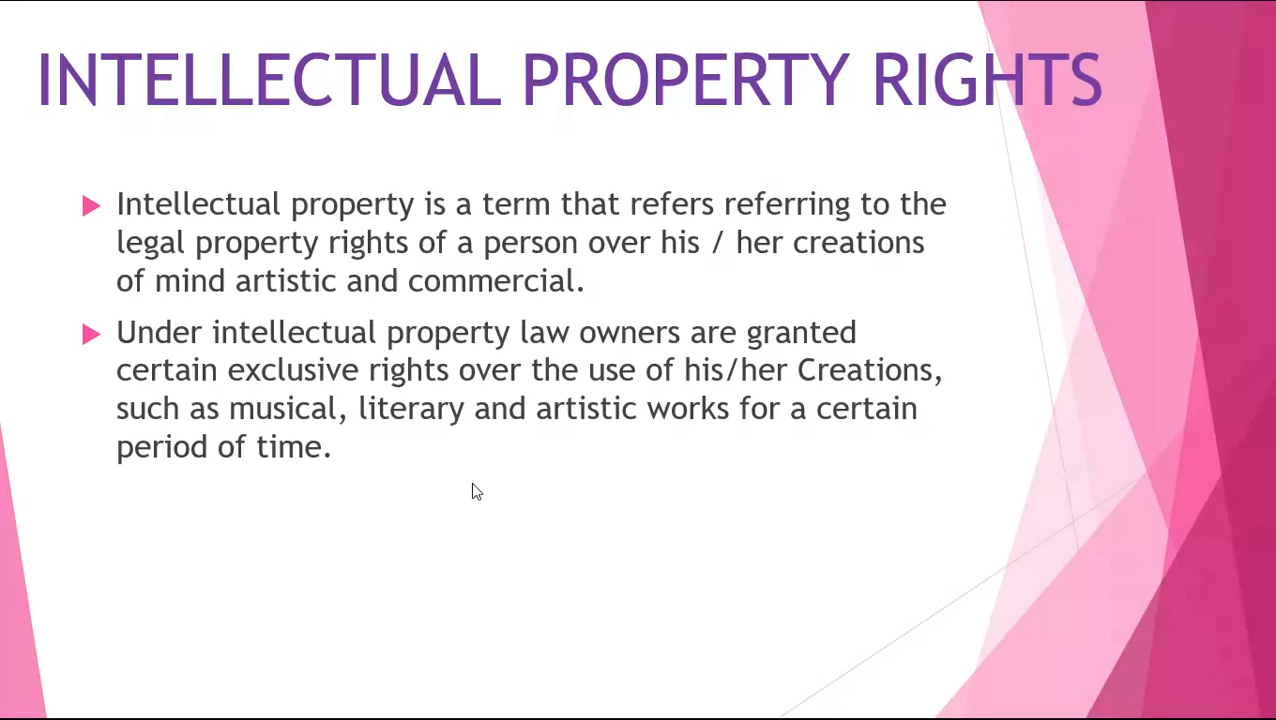 INTELLECTUAL PROPERTY RIGHTS
Intellectual property is a term that refers referring to the
legal property rights of a person over his / her creations
of mind artistic and commercial.
Under intellectual property law owners are granted
certain exclusive rights over the use of his/her Creations,
such as musical, literary and artistic works for a certain
period of time.